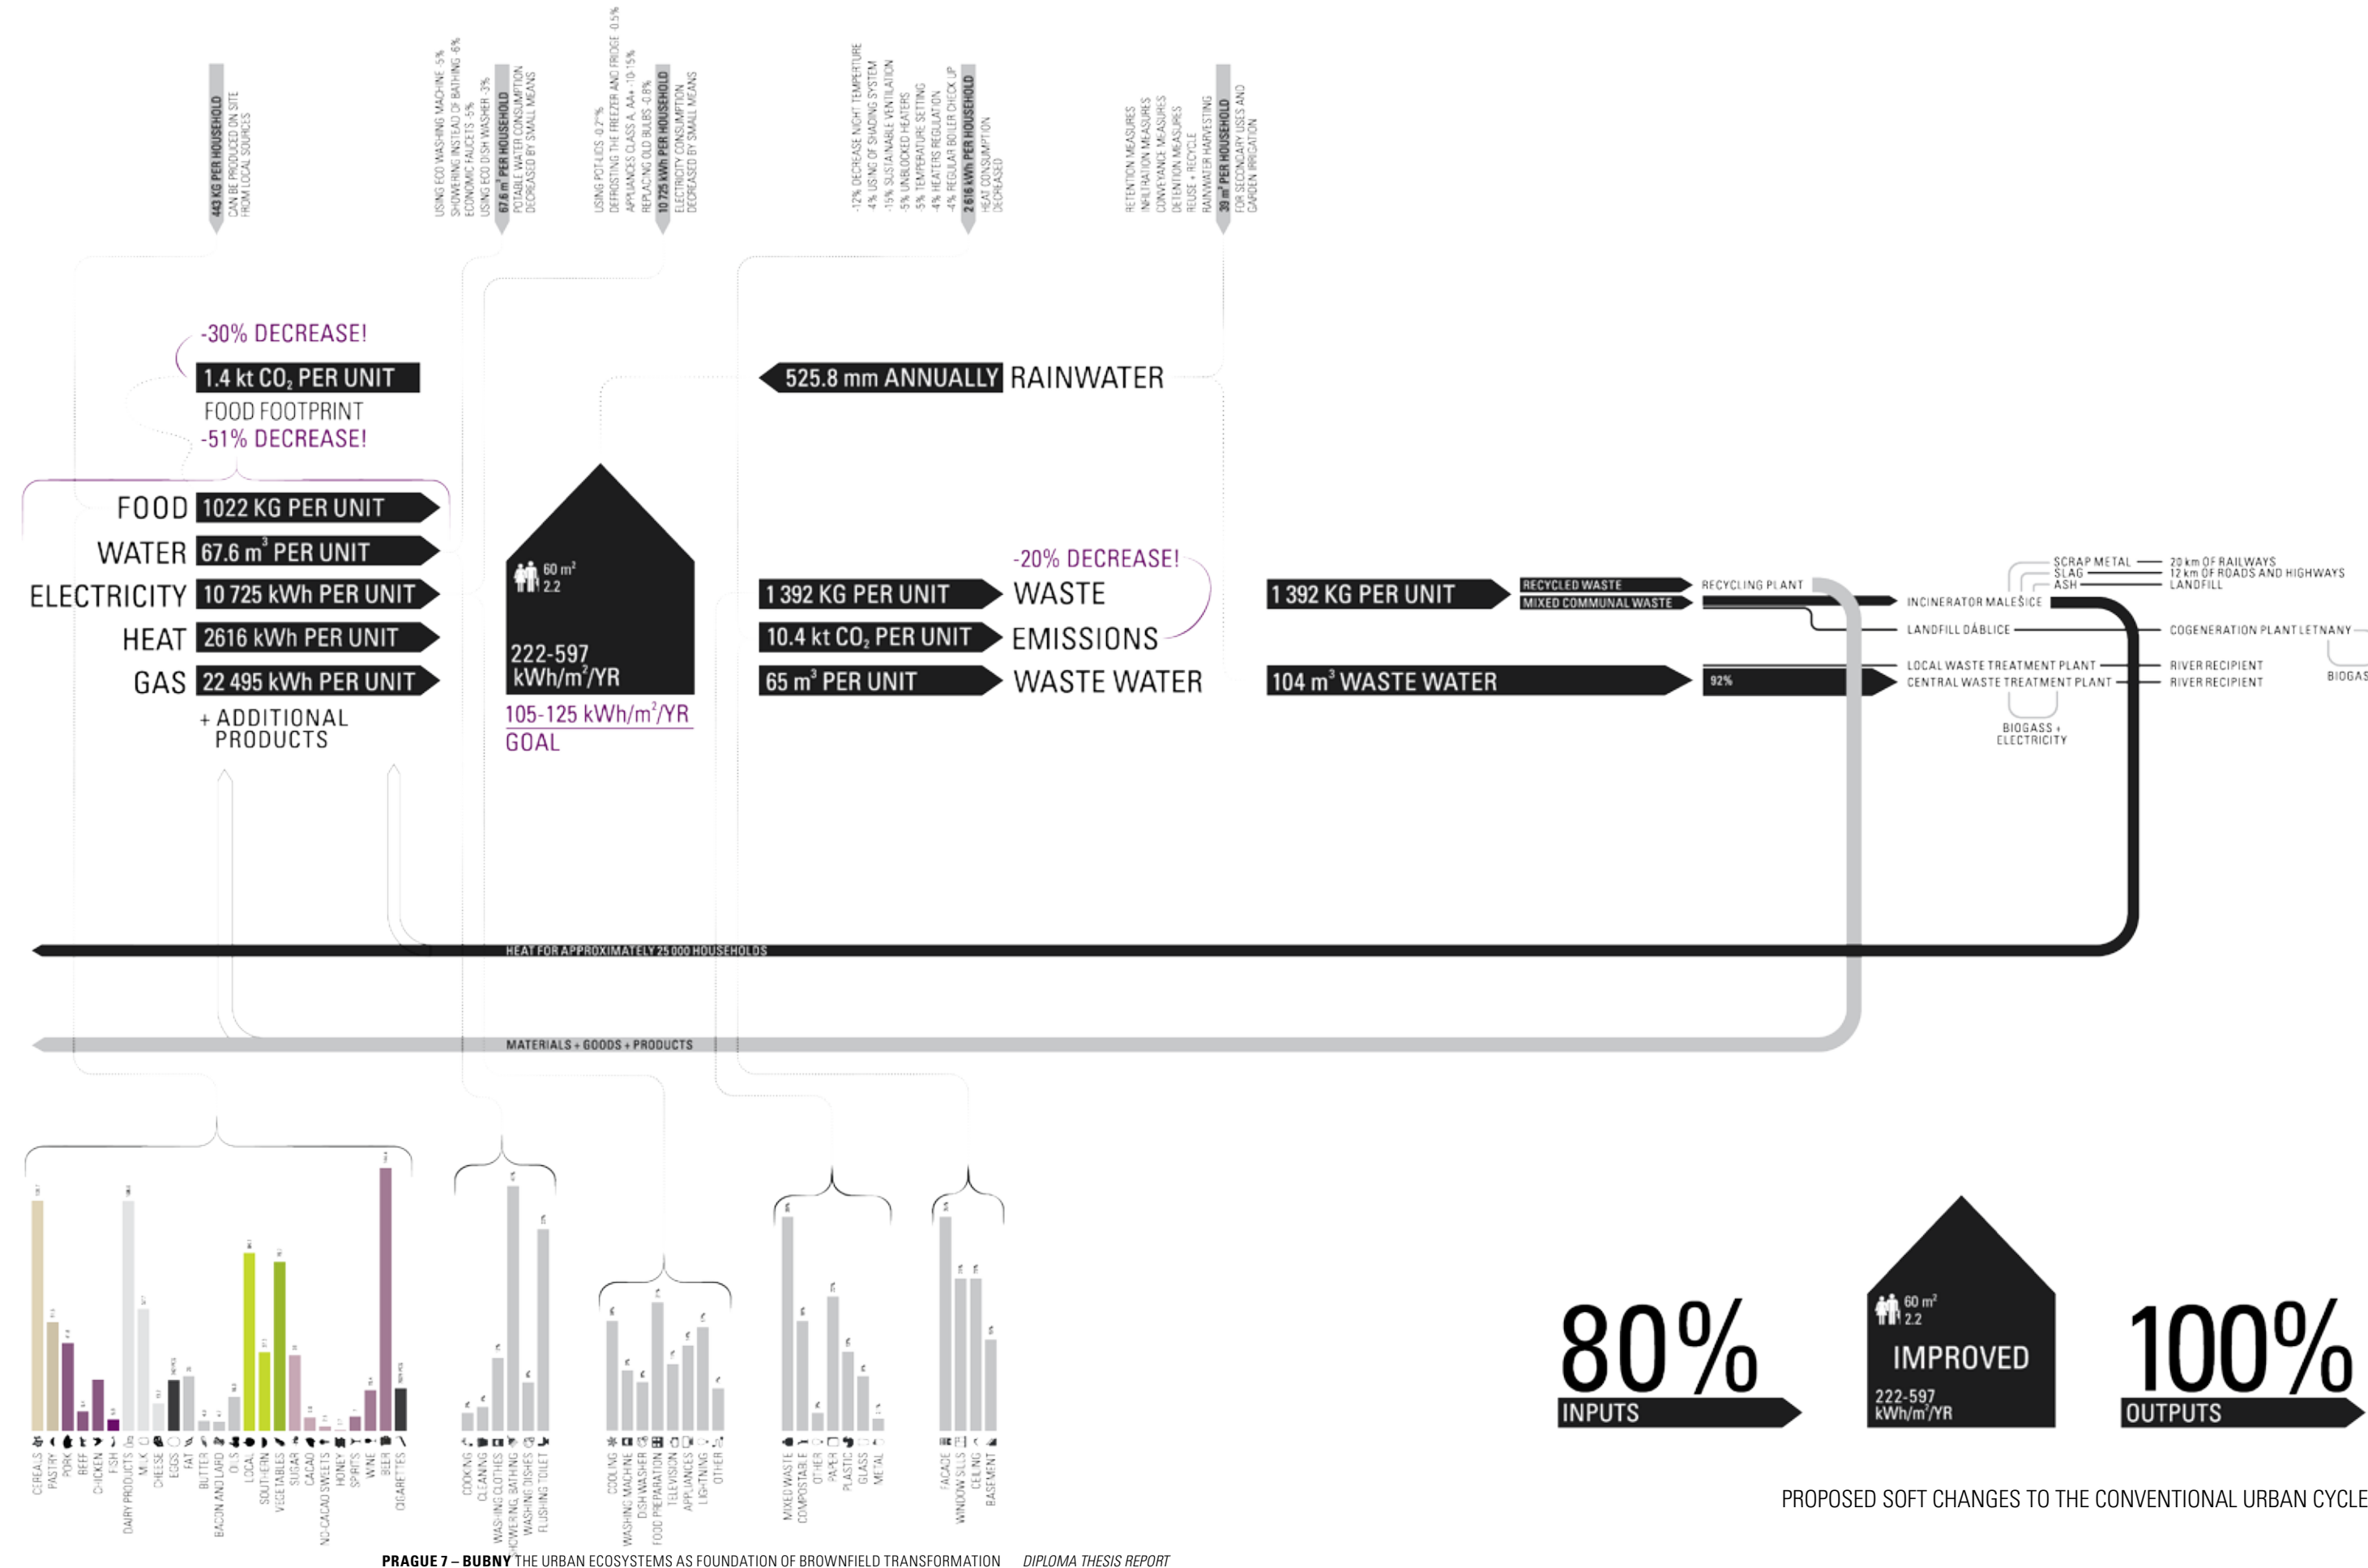 443 KG PER HOUSEHOLD
CAN BE PRODUCED ON SITE
FROM LOCAL SOURCES
USING ECO WASHING MACHINE -5%
SHOWERING INSTEAD OF BATHING -6%
ECONOMIC FAUCETS -5%
USING ECO DISH WASHER -3%
67.6 m³ PER HOUSEHOLD
POTABLE WATER CONSUMPTION
DECREASED BY SMALL MEANS
USING POT-LIDS
DEFROSTING THE FREEZER AND FRIDGE -0.5%
APPLIANCES CLASS A, AA+ -10-15%
REPLACING OLD BULBS -0.8%
10 725 kWh PER HOUSEHOLD
ELECTRICITY CONSUMPTION
DECREASED BY SMALL MEANS
-12% DECREASE NIGHT TEMPERTURE
-4% USING OF SHADING SYSTEM
-15% SUSTAINABLE VENTILATION
-5% UNBLOCKED HEATERS
-5% TEMPERATURE SETTING
-4% HEATERS REGULATION
-4% REGULAR BOILER CHECK UP
2 616 kWh PER HOUSEHOLD
HEAT CONSUMPTION
DECREASED
RETENTION MEASURES
INFILTRATION MEASURES
CONVEYANCE MEASURES
DETENTION MEASURES
REUSE + RECYCLE
RAINWATER HARVESTING
39 m³ PER HOUSEHOLD
FOR SECONDARY USES AND
GARDEN IRRIGATION
-30% DECREASE!
1.4 kt CO₂ PER UNIT
FOOD FOOTPRINT
-51% DECREASE!
525.8 mm ANNUALLY RAINWATER
FOOD 1022 KG PER UNIT
WATER 67.6 m³ PER UNIT
ELECTRICITY 10 725 kWh PER UNIT
HEAT 2616 kWh PER UNIT
GAS 22 495 kWh PER UNIT
+ ADDITIONAL
PRODUCTS
60 m²
2.2
222-597
kWh/m²/YR
105-125 kWh/m²/YR
GOAL
-20% DECREASE!
1 392 KG PER UNIT WASTE
10.4 kt CO₂ PER UNIT EMISSIONS
65 m³ PER UNIT WASTE WATER
1 392 KG PER UNIT
RECYCLED WASTE
MIXED COMMUNAL WASTE
RECYCLING PLANT
104 m³ WASTE WATER
92%
SCRAP METAL
SLAG
ASH
20 km OF RAILWAYS
12 km OF ROADS AND HIGHWAYS
LANDFILL
INCINERATOR MALEŠICE
LANDFILL ĎÁBLICE
COGENERATION PLANT LETNANY
LOCAL WASTE TREATMENT PLANT
RIVER RECIPIENT
CENTRAL WASTE TREATMENT PLANT
RIVER RECIPIENT
BIOGAS
BIOGASS +
ELECTRICITY
HEAT FOR APPROXIMATELY 25 000 HOUSEHOLDS
MATERIALS + GOODS + PRODUCTS
CEREALS
PASTRY
PORK
BEEF
CHICKEN
FISH
DAIRY PRODUCTS
MILK
CHEESE
EGGS
FAT
BUTTER
BACON AND LARD
OILS
LOCAL
SOUTHERN
VEGETABLES
SUGAR
CACAO
NO-CACAO SWEETS
HONEY
SPIRITS
WINE
BEER
CIGARETTES
COOKING
CLEANING
WASHING CLOTHES
SHOWERING, BATHING
WASHING DISHES
FLUSHING TOILET
COOLING
WASHING MACHINE
DISH WASHER
FOOD PREPARATION
TELEVISION
APPLIANCES
LIGHTNING
OTHER
MIXED WASTE
COMPOSTABLE
OTHER
PAPER
PLASTIC
GLASS
METAL
FACADE
WINDOW SILLS
CEILING
BASEMENT
80%
INPUTS
60 m²
2.2
IMPROVED
222-597
kWh/m²/YR
100%
OUTPUTS
PROPOSED SOFT CHANGES TO THE CONVENTIONAL URBAN CYCLE
PRAGUE 7 – BUBNY THE URBAN ECOSYSTEMS AS FOUNDATION OF BROWNFIELD TRANSFORMATION DIPLOMA THESIS REPORT